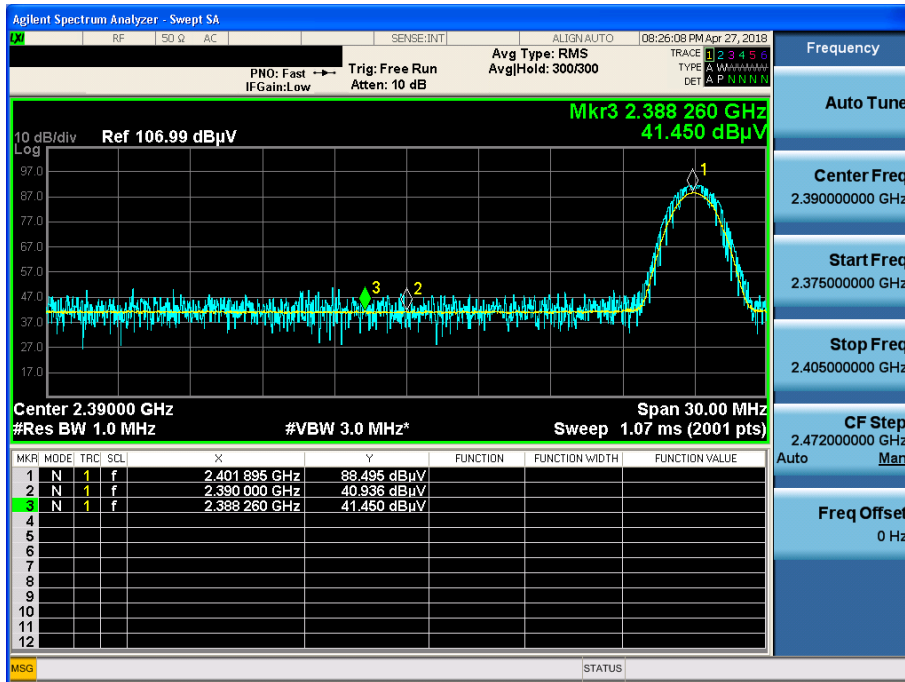 Agilent Spectrum Analyzer - Swept SA
LXI RF 50 Ω AC SENSE:INT ALIGN AUTO 08:26:08 PM Apr 27, 2018
PNO: Fast Trig: Free Run Avg Type: RMS TRACE 1 2 3 4 5 6
IFGain:Low Atten: 10 dB Avg|Hold: 300/300 TYPE A WWWWW
DET A P N N N N
Mkr3 2.388 260 GHz
41.450 dBµV
10 dB/div Ref 106.99 dBµV
Log
97.0
87.0
77.0
67.0
57.0
47.0
37.0
27.0
17.0
1
3
2
Center 2.39000 GHz Span 30.00 MHz
#Res BW 1.0 MHz #VBW 3.0 MHz* Sweep 1.07 ms (2001 pts)
MKR MODE TRC SCL X Y FUNCTION FUNCTION WIDTH FUNCTION VALUE
1 N 1 f 2.401 895 GHz 88.495 dBµV
2 N 1 f 2.390 000 GHz 40.936 dBµV
3 N 1 f 2.388 260 GHz 41.450 dBµV
4
5
6
7
8
9
10
11
12
MSG STATUS
Frequency
Auto Tune
Center Freq
2.390000000 GHz
Start Freq
2.375000000 GHz
Stop Freq
2.405000000 GHz
CF Step
2.472000000 GHz
Auto Man
Freq Offset
0 Hz